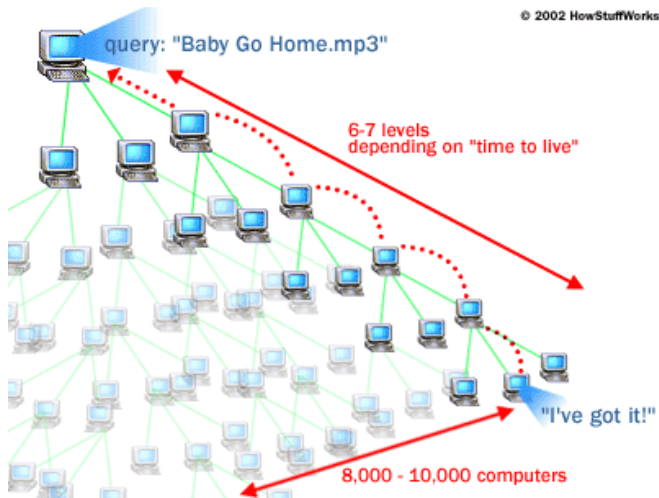 © 2002 HowStuffWorks
query: "Baby Go Home.mp3"
6-7 levels
depending on "time to live"
"I've got it!"
8,000 - 10,000 computers